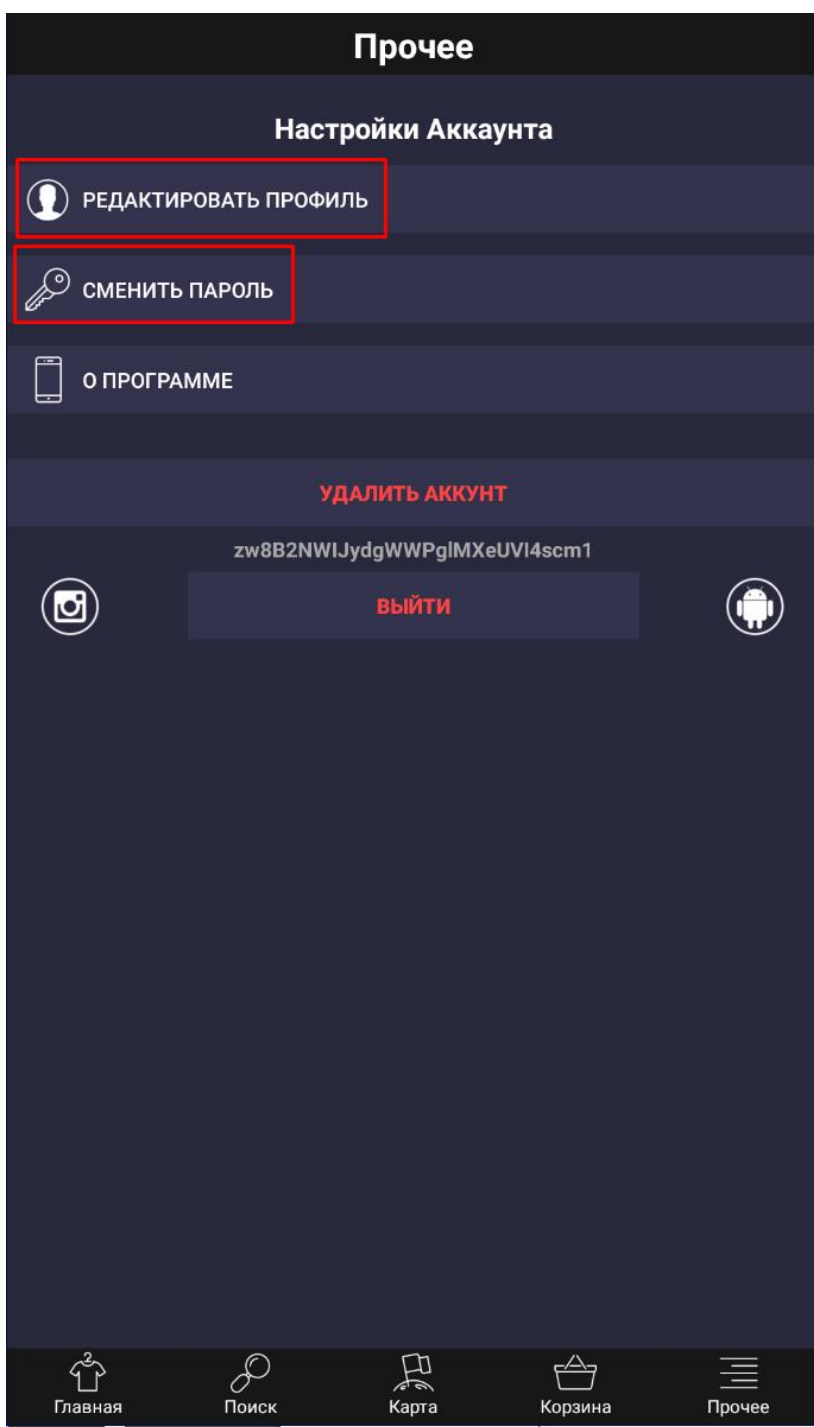 Прочее
Настройки Аккаунта
РЕДАКТИРОВАТЬ ПРОФИЛЬ
СМЕНИТЬ ПАРОЛЬ
О ПРОГРАММЕ
УДАЛИТЬ АККУНТ
zw8B2NWIJydgWWPglMXeUVI4scm1
ВЫЙТИ
Главная Поиск Карта Корзина Прочее